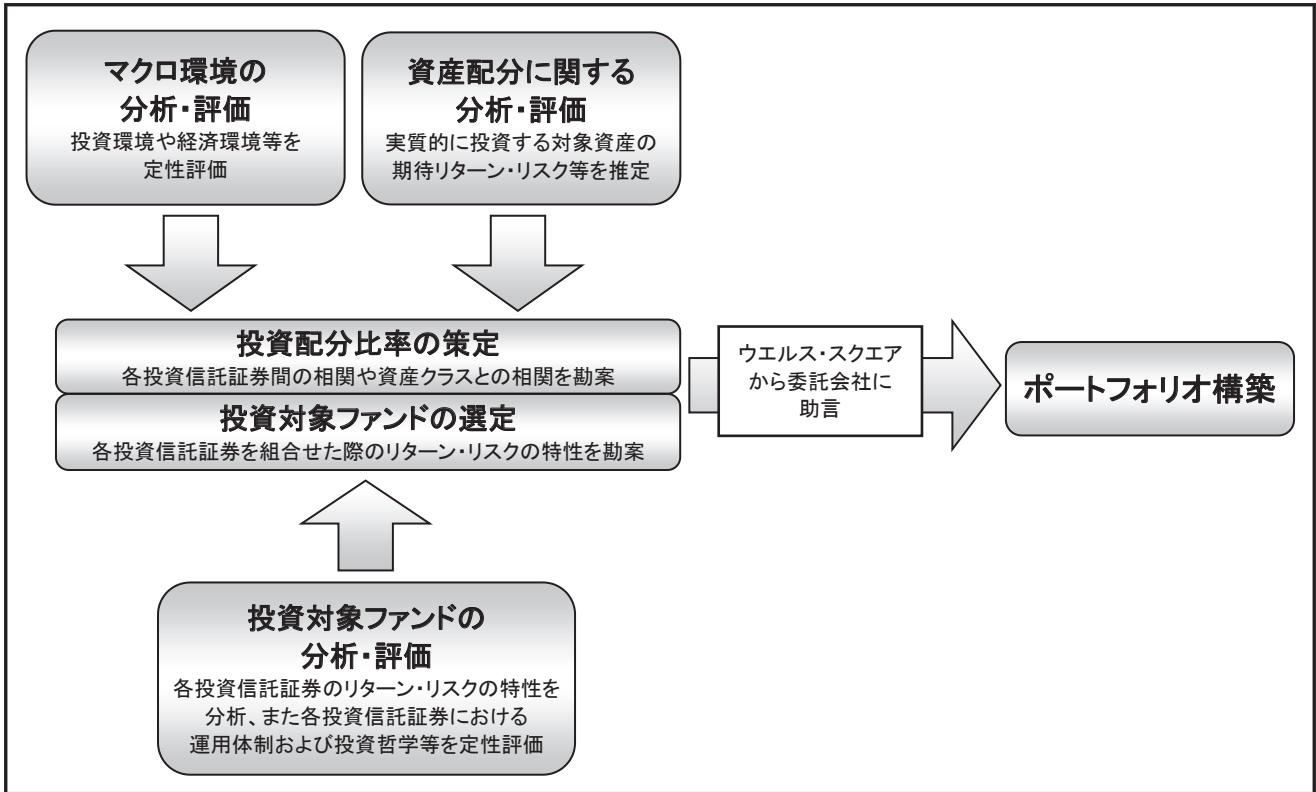 マクロ環境の
分析・評価
投資環境や経済環境等を
定性評価
資産配分に関する
分析・評価
実質的に投資する対象資産の
期待リターン・リスク等を推定
投資配分比率の策定
各投資信託証券間の相関や資産クラスとの相関を勘案
投資対象ファンドの選定
各投資信託証券を組合せた際のリターン・リスクの特性を勘案
ウエルス・スクエア
から委託会社に
助言
ポートフォリオ構築
投資対象ファンドの
分析・評価
各投資信託証券のリターン・リスクの特性を
分析、また各投資信託証券における
運用体制および投資哲学等を定性評価